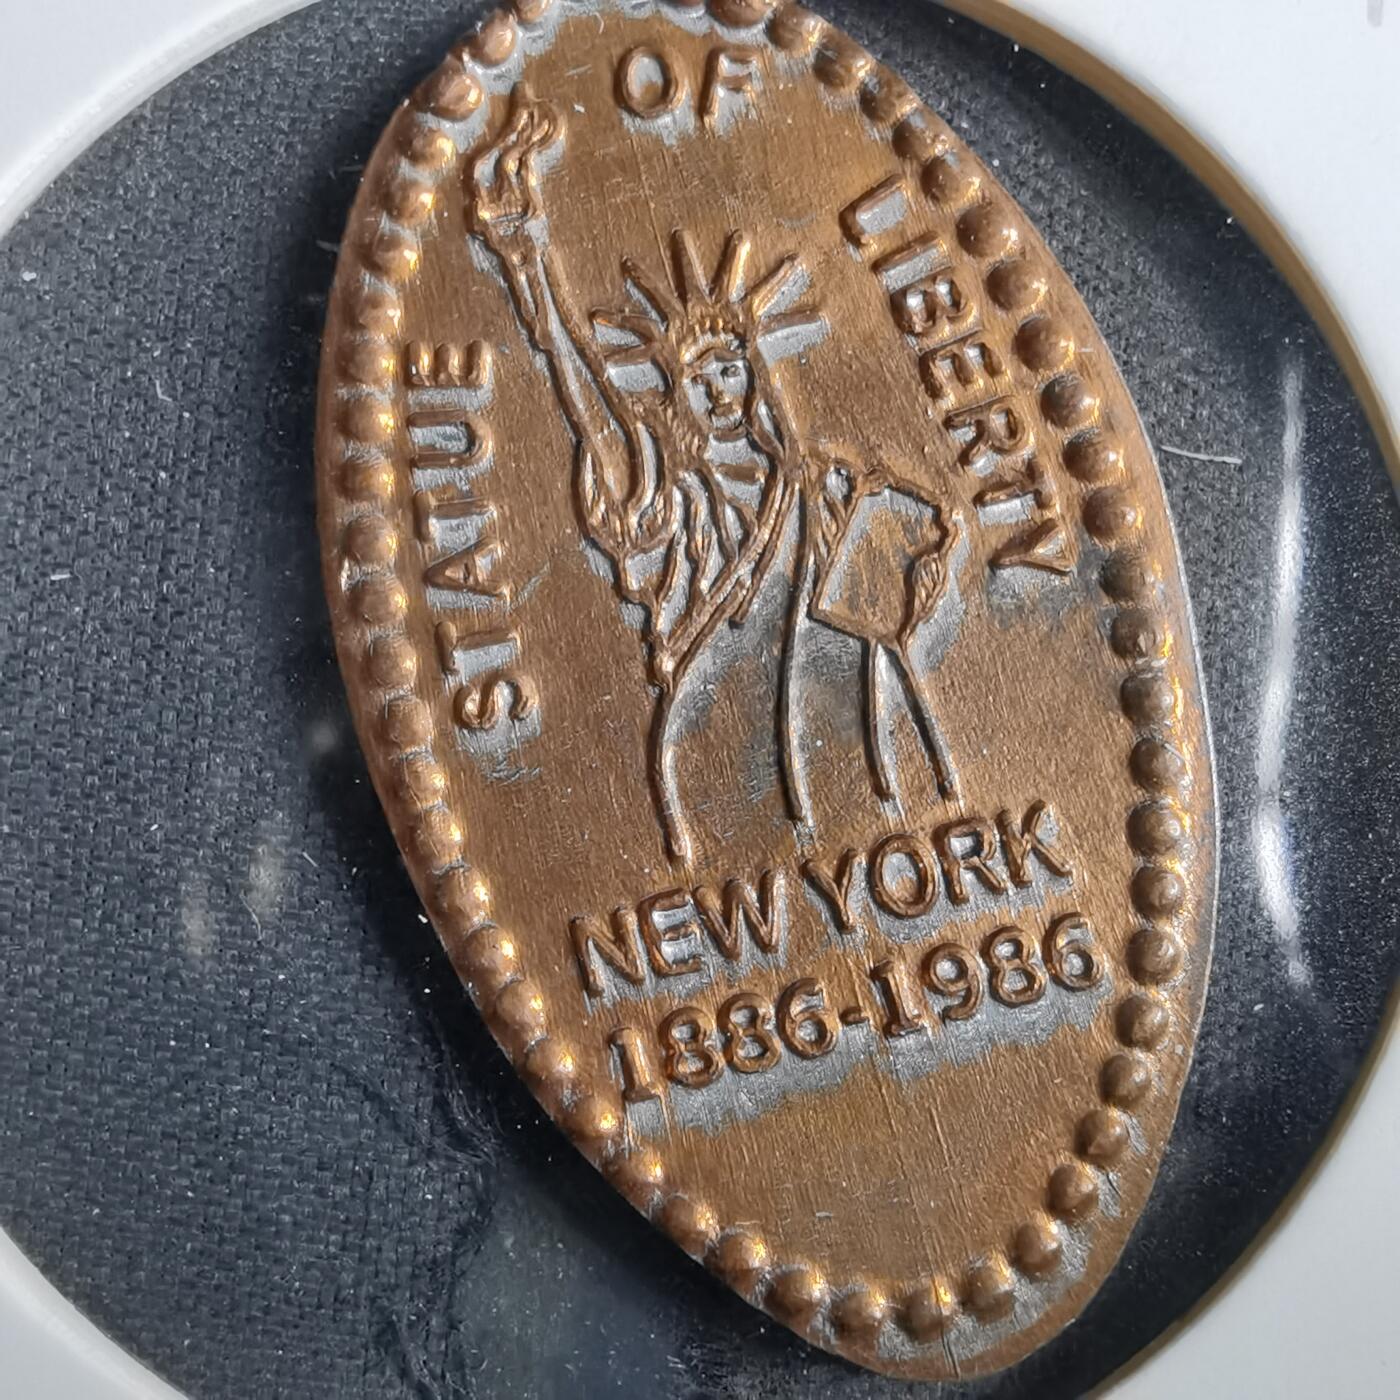 STATUE
OF
LIBERTY
NEW YORK
1886-1986